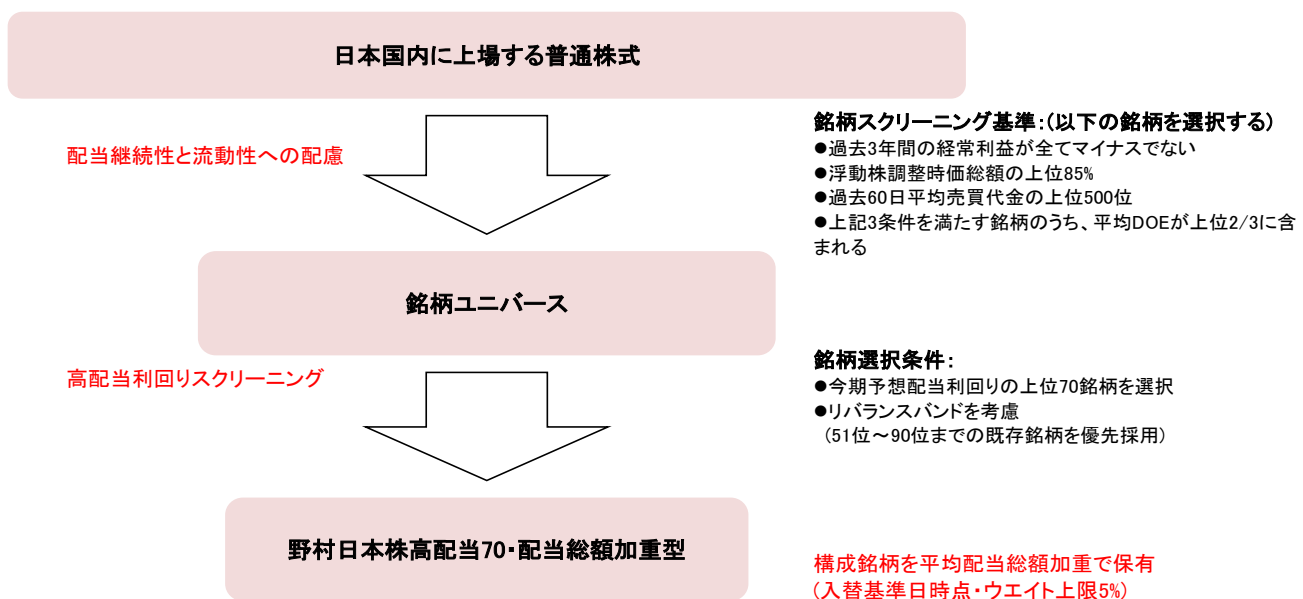 日本国内に上場する普通株式
配当継続性と流動性への配慮
銘柄スクリーニング基準：(以下の銘柄を選択する)
●過去3年間の経常利益が全てマイナスでない
●浮動株調整時価総額の上位85%
●過去60日平均売買代金の上位500位
●上記3条件を満たす銘柄のうち、平均DOEが上位2/3に含
まれる
銘柄ユニバース
高配当利回りスクリーニング
銘柄選択条件：
●今期予想配当利回りの上位70銘柄を選択
●リバランスバンドを考慮
(51位～90位までの既存銘柄を優先採用)
野村日本株高配当70・配当総額加重型
構成銘柄を平均配当総額加重で保有
(入替基準日時点・ウエイト上限5%)